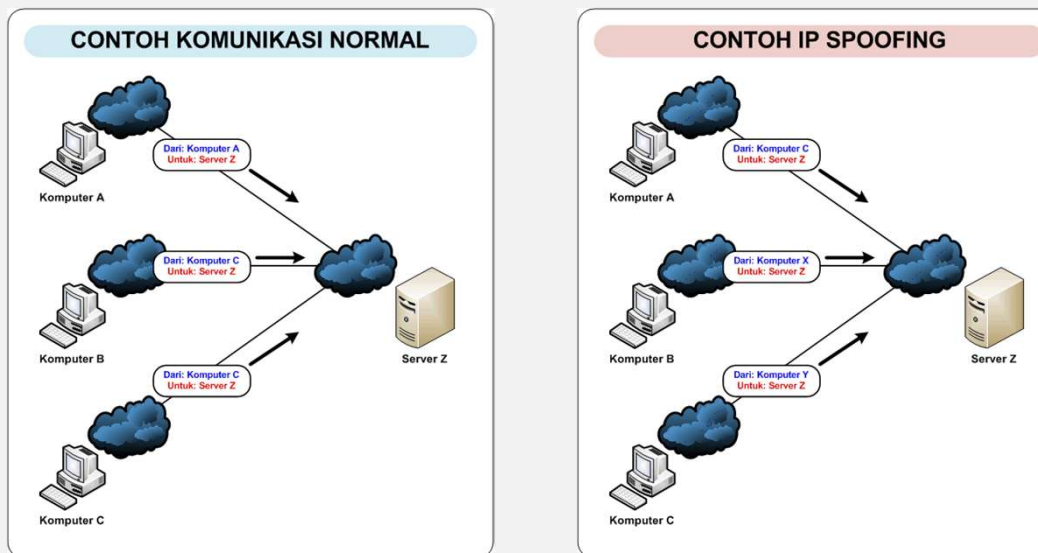 CONTOH KOMUNIKASI NORMAL
Dari: Komputer A
Untuk: Server Z
Komputer A
Dari: Komputer C
Untuk: Server Z
Komputer B
Server Z
Dari: Komputer C
Untuk: Server Z
Komputer C
CONTOH IP SPOOFING
Dari: Komputer C
Untuk: Server Z
Komputer A
Dari: Komputer X
Untuk: Server Z
Komputer B
Server Z
Dari: Komputer Y
Untuk: Server Z
Komputer C